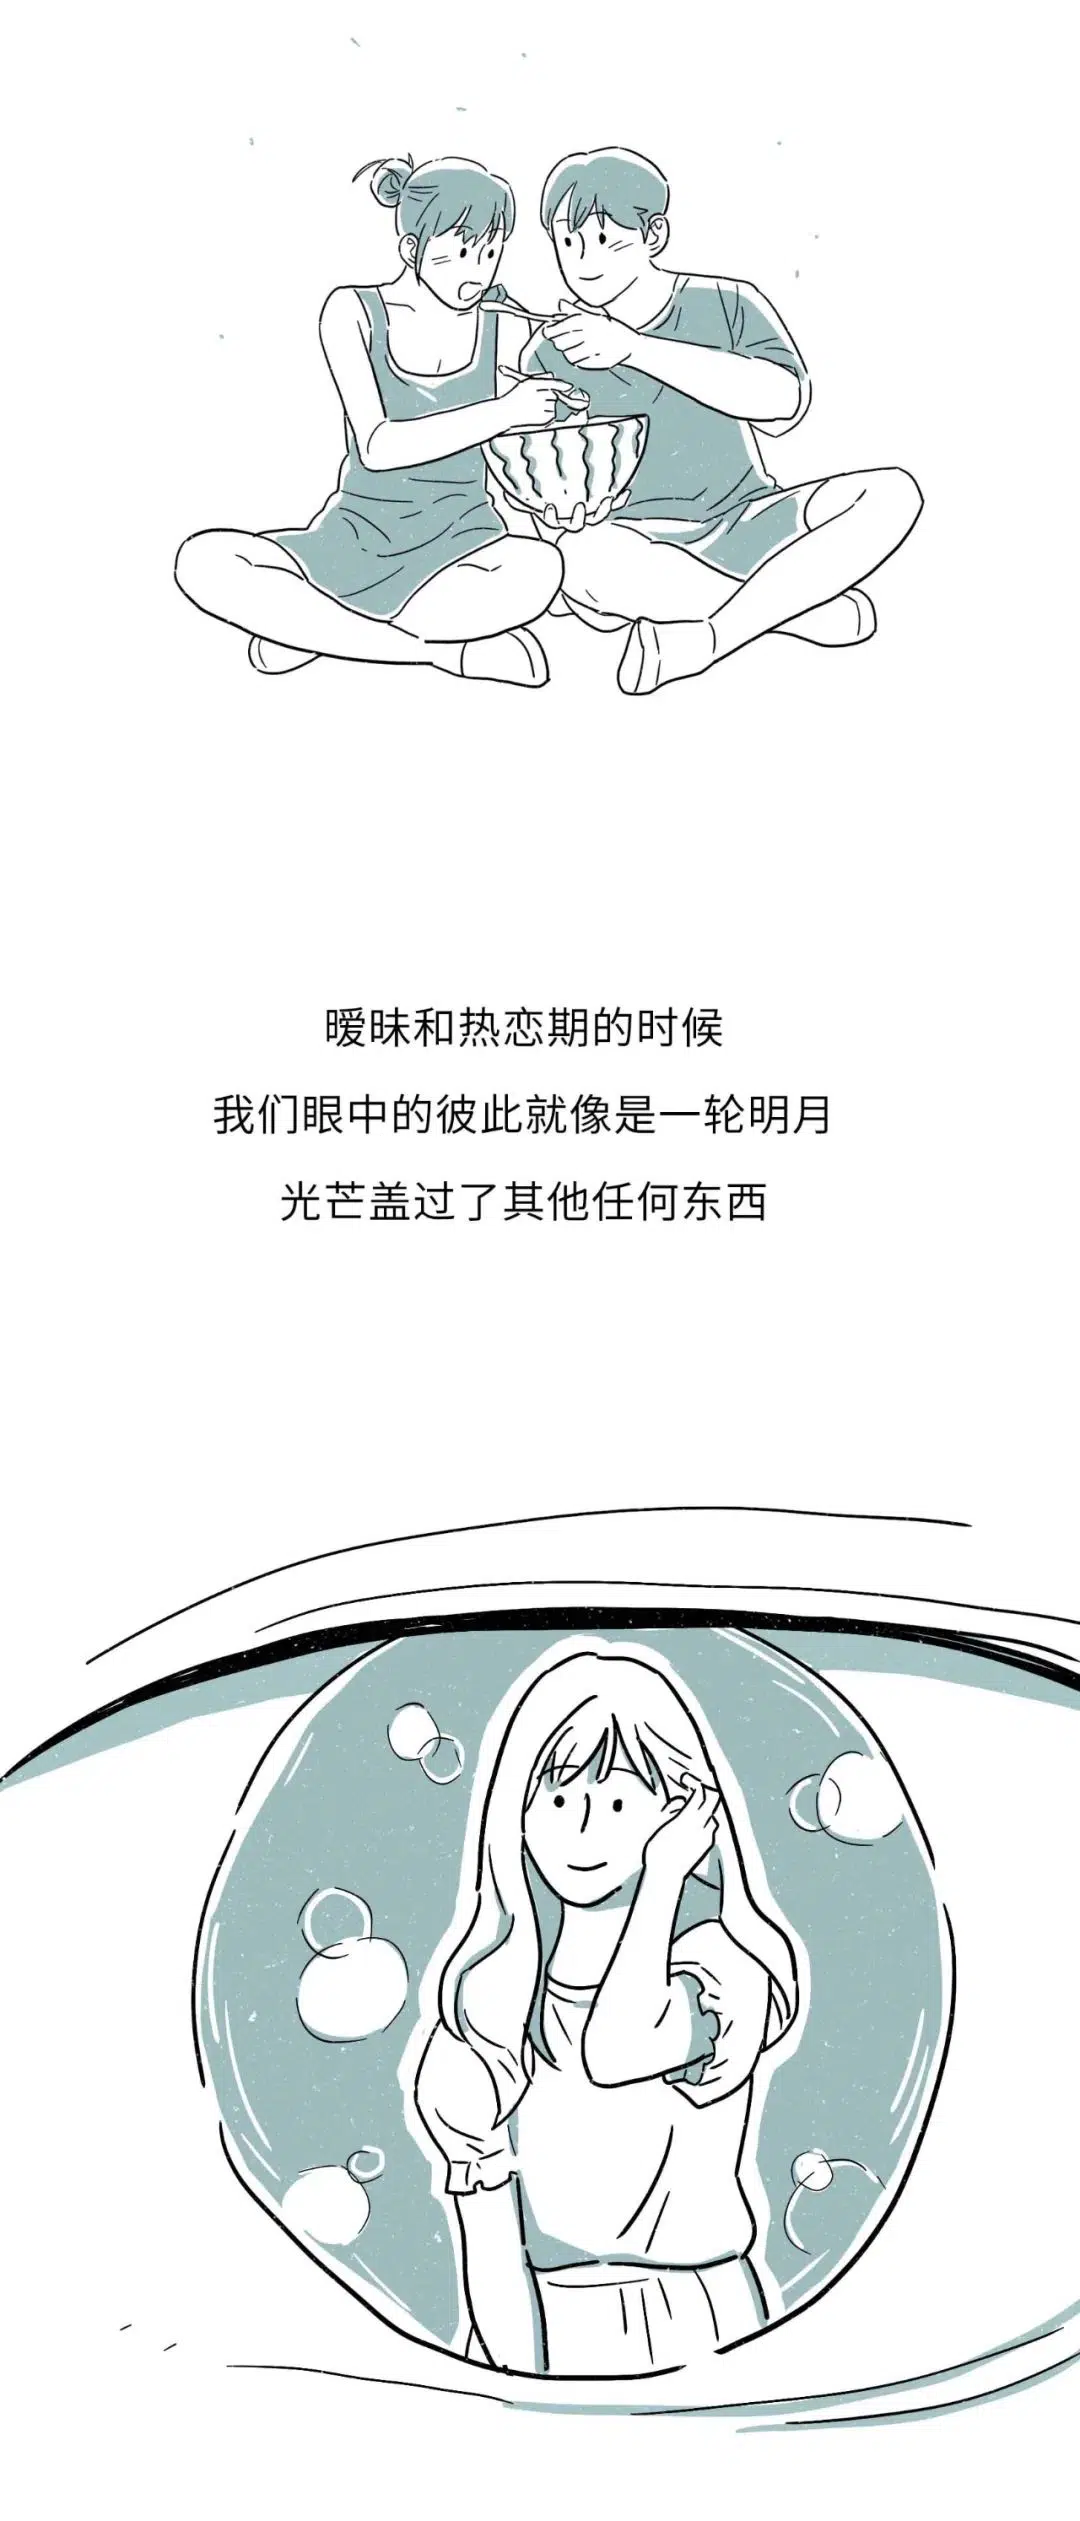 暧昧和热恋期的时候
我们眼中的彼此就像是一轮明月
光芒盖过了其他任何东西